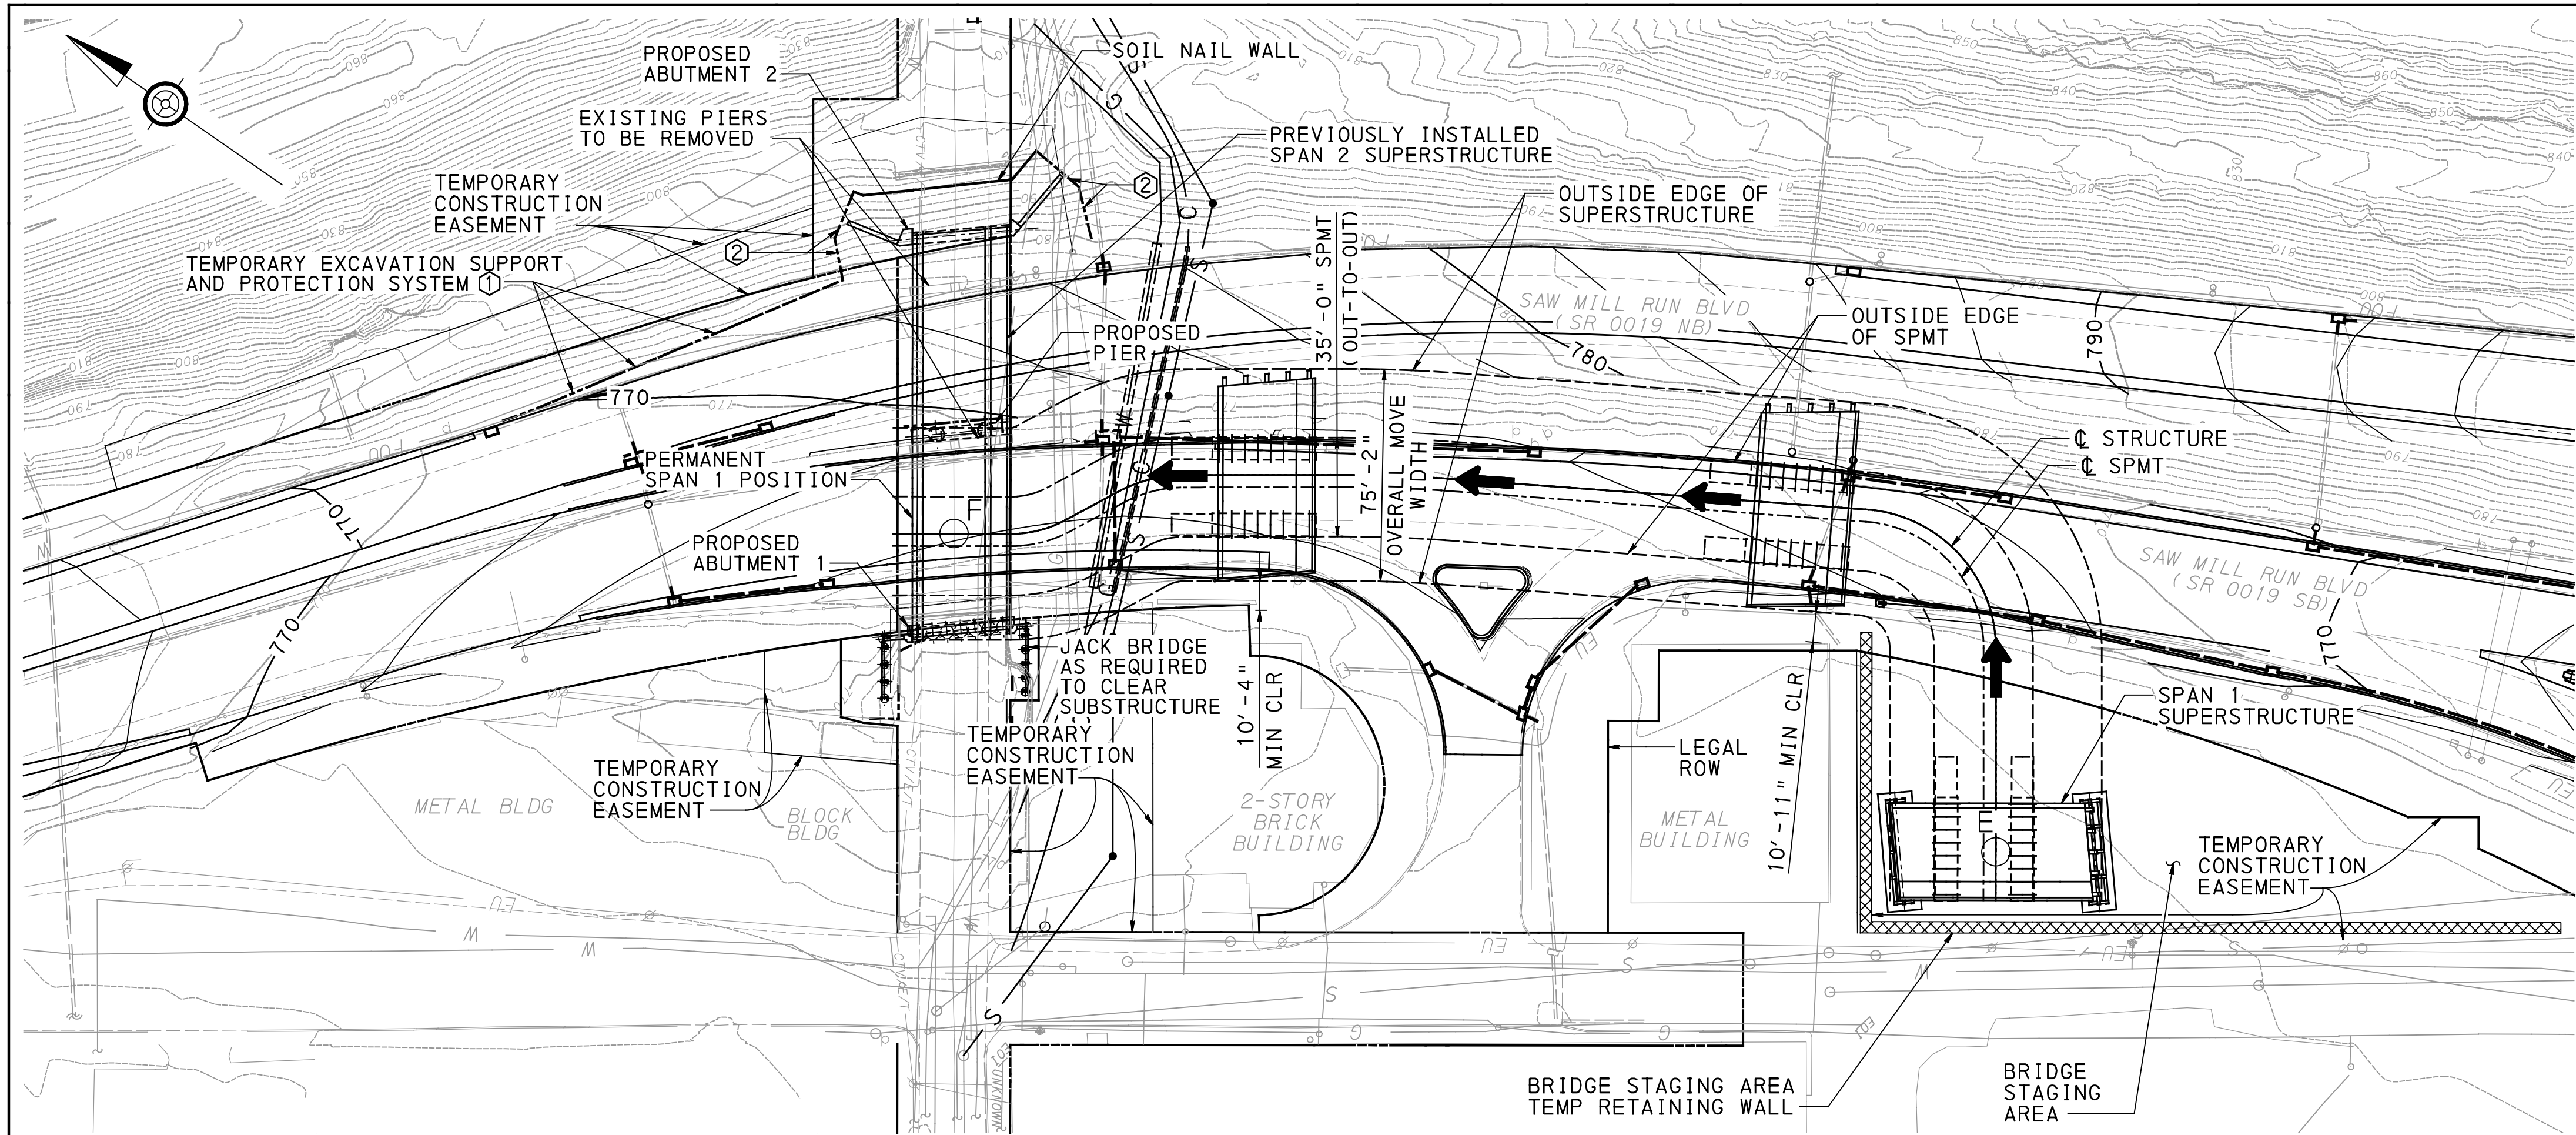 PROPOSED
ABUTMENT 2
SOIL NAIL WALL
EXISTING PIERS
TO BE REMOVED
PREVIOUSLY INSTALLED
SPAN 2 SUPERSTRUCTURE
TEMPORARY
CONSTRUCTION
EASEMENT
2
2
OUTSIDE EDGE OF
SUPERSTRUCTURE
TEMPORARY EXCAVATION SUPPORT
AND PROTECTION SYSTEM 1
35'-0" SPMT
(OUT-TO-OUT)
SAW MILL RUN BLVD
(SR 0019 NB)
OUTSIDE EDGE
OF SPMT
PROPOSED
PIER
780
790
770
75'-2"
OVERALL MOVE
WIDTH
℄ STRUCTURE
℄ SPMT
PERMANENT
SPAN 1 POSITION
F
770
PROPOSED
ABUTMENT 1
SAW MILL RUN BLVD
(SR 0019 SB)
770
770
JACK BRIDGE
AS REQUIRED
TO CLEAR
SUBSTRUCTURE
10'-4"
MIN CLR
10'-11" MIN CLR
SPAN 1
SUPERSTRUCTURE
TEMPORARY
CONSTRUCTION
EASEMENT
LEGAL
ROW
TEMPORARY
CONSTRUCTION
EASEMENT
METAL BLDG
BLOCK
BLDG
2-STORY
BRICK
BUILDING
METAL
BUILDING
E
TEMPORARY
CONSTRUCTION
EASEMENT
BRIDGE STAGING AREA
TEMP RETAINING WALL
BRIDGE
STAGING
AREA
UNKNOWN